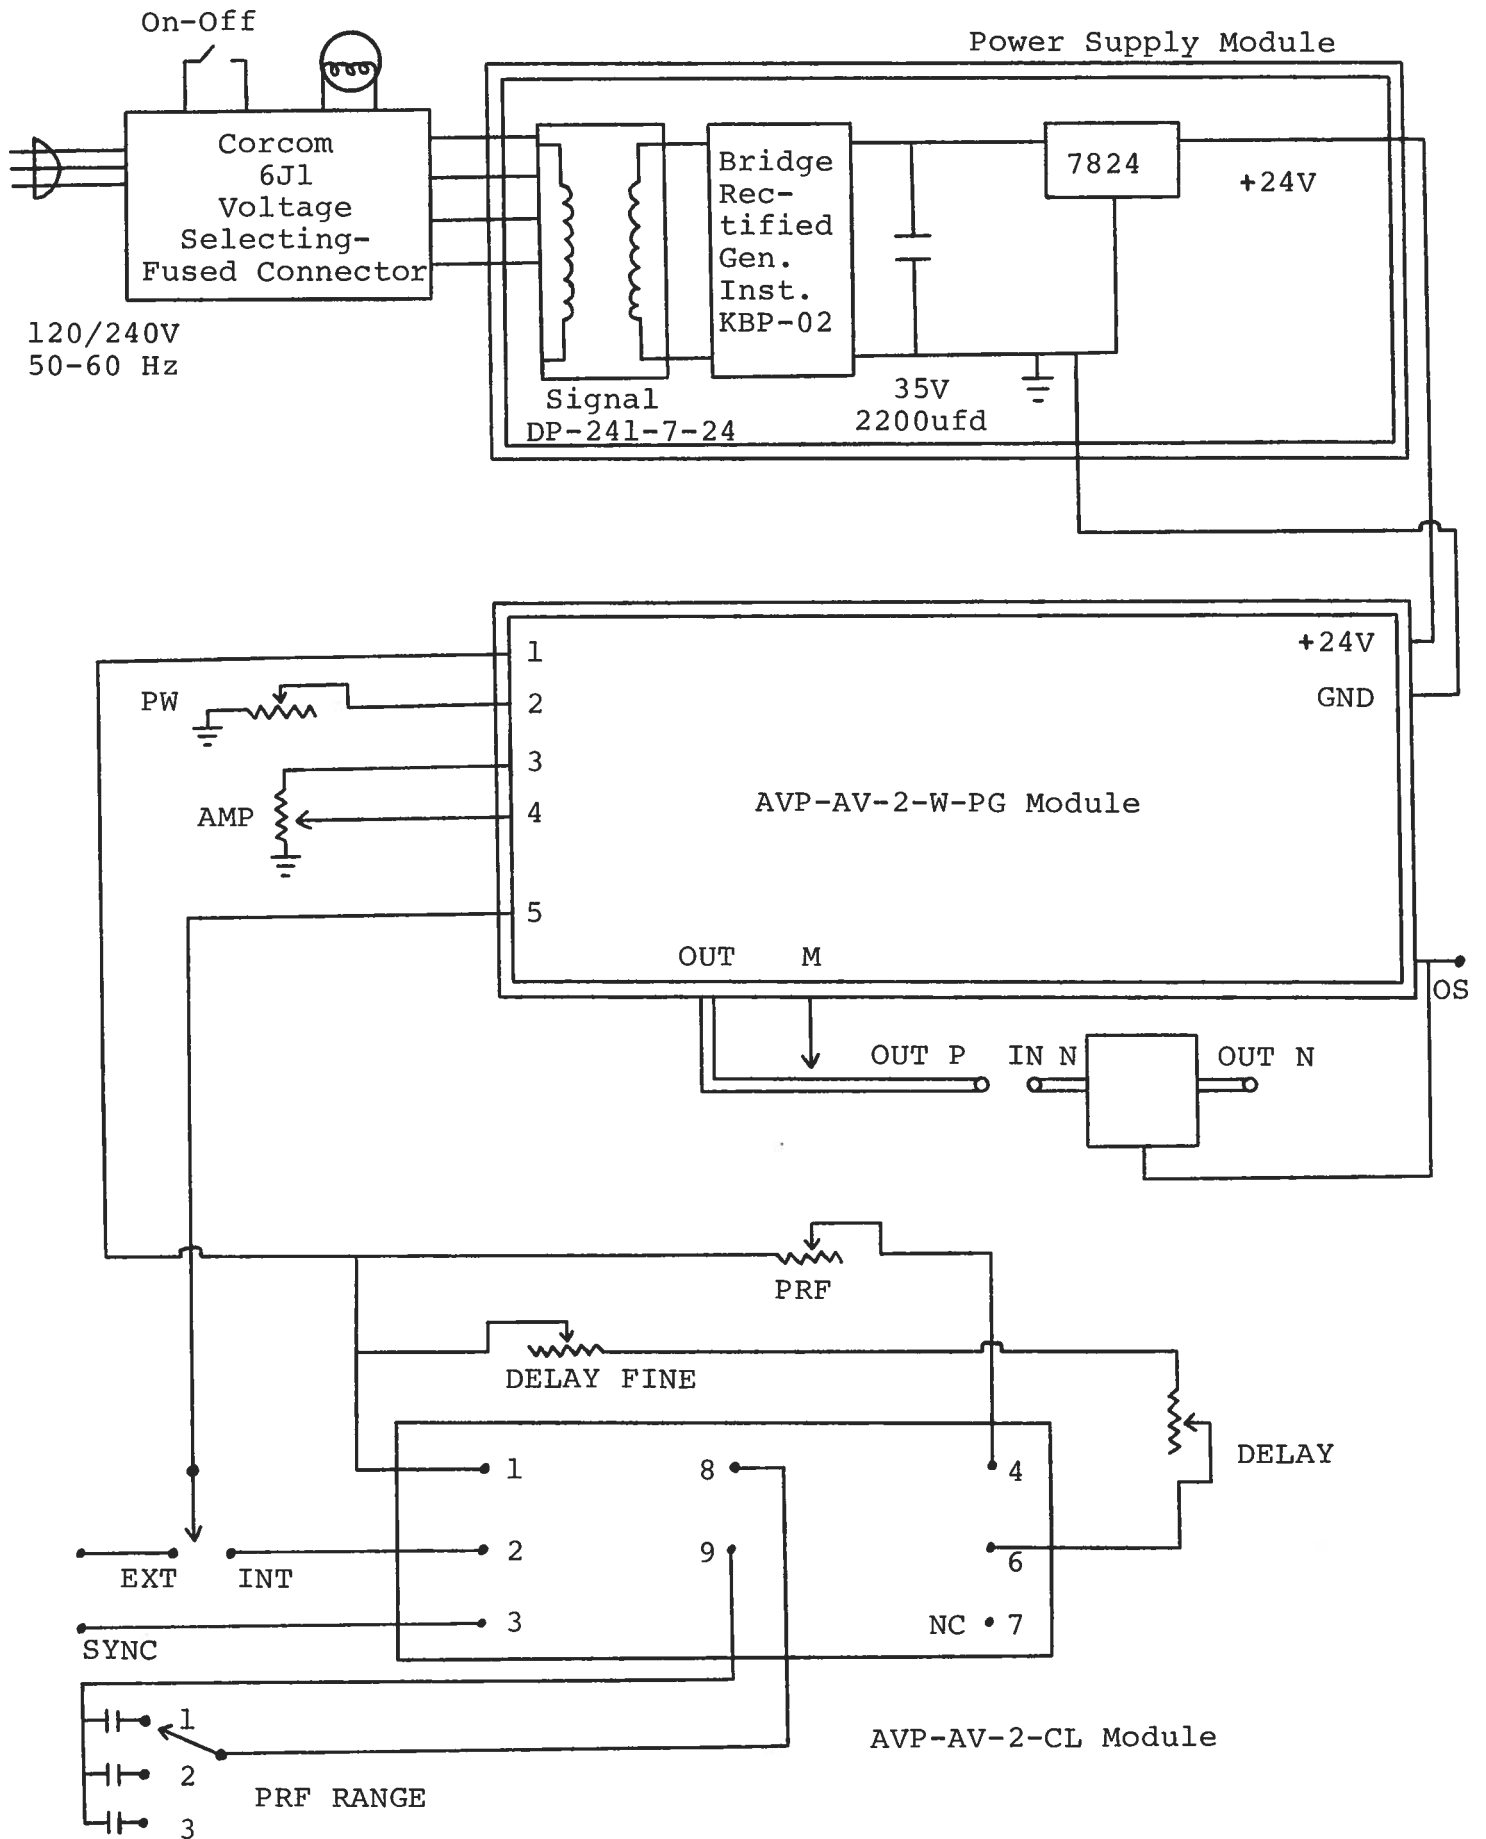 On-Off
Power Supply Module
Corcom
6J1
Voltage
Selecting-
Fused Connector
120/240V
50-60 Hz
Signal
DP-241-7-24
Bridge
Rec-
tified
Gen.
Inst.
KBP-02
35V
2200ufd
7824
+24V
1
PW
2
3
AMP
4
5
+24V
GND
AVP-AV-2-W-PG Module
OUT
M
OS
OUT P
IN N
OUT N
PRF
DELAY FINE
DELAY
1
8
4
2
9
6
3
NC
7
EXT
INT
SYNC
1
2
3
PRF RANGE
AVP-AV-2-CL Module